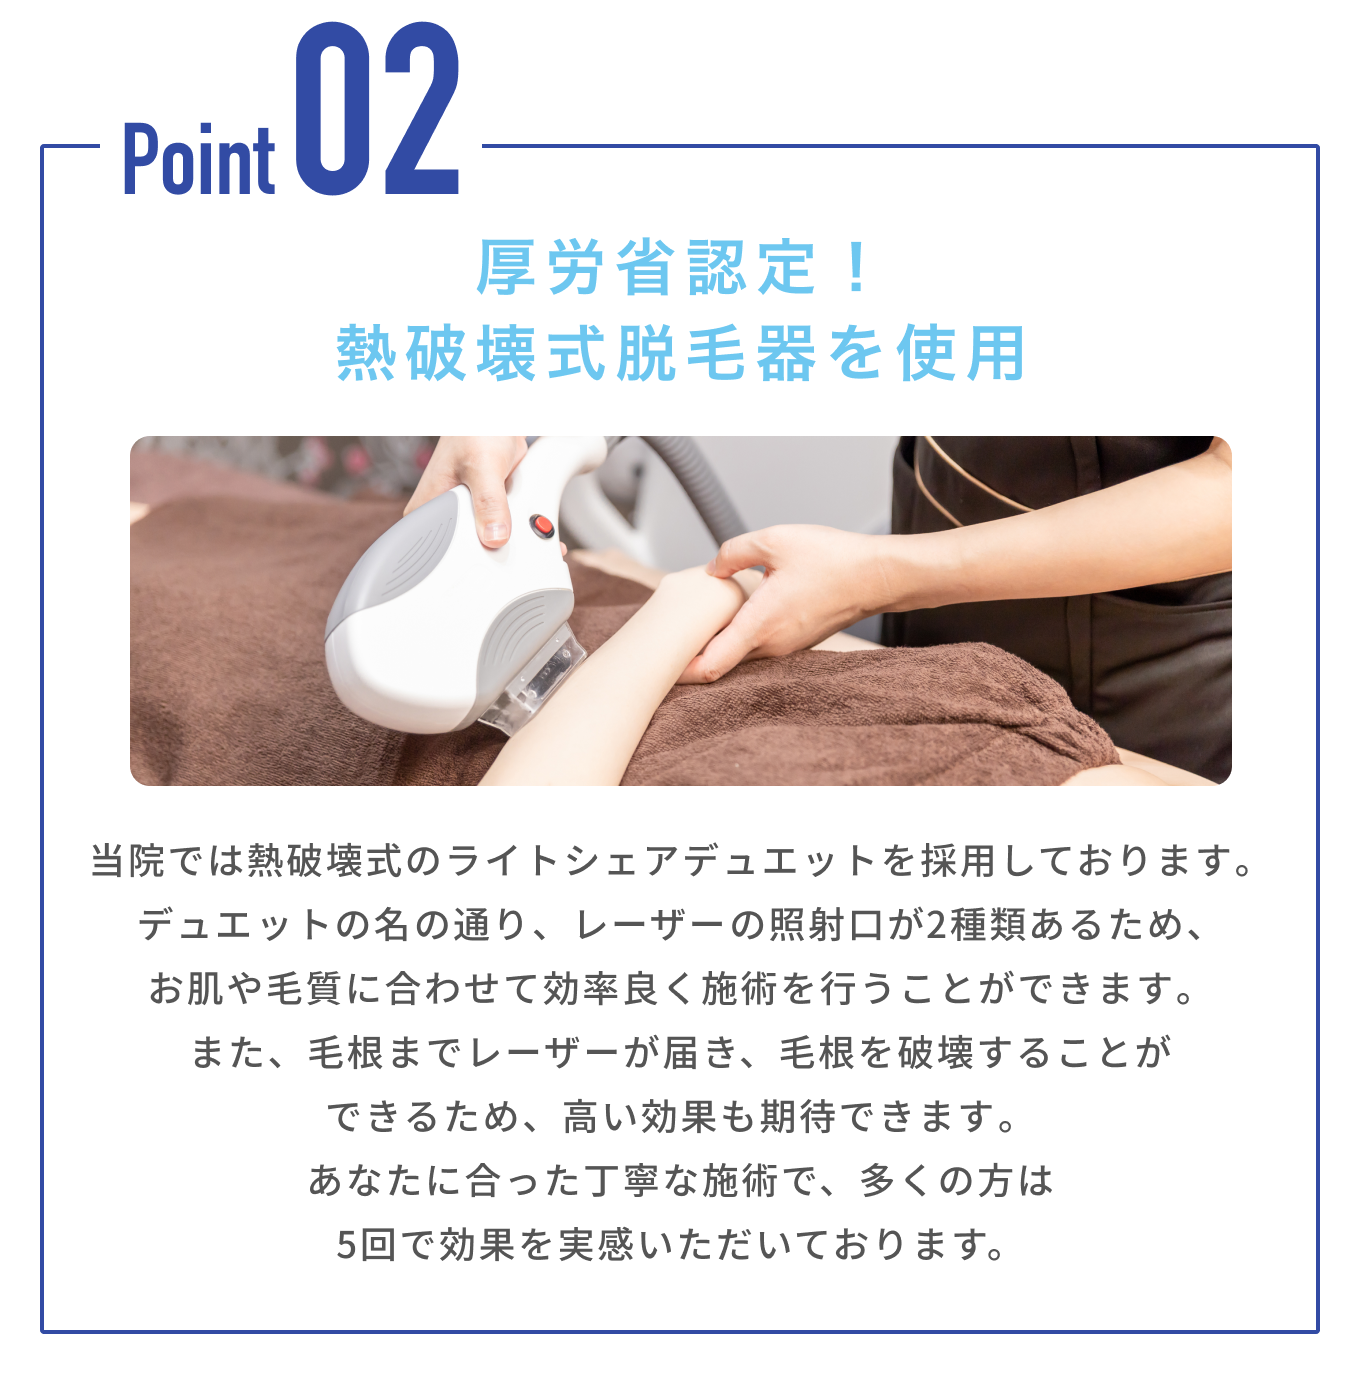 Point 02
厚労省認定！
熱破壊式脱毛器を使用
当院では熱破壊式のライトシェアデュエットを採用しております。
デュエットの名の通り、レーザーの照射口が2種類あるため、
お肌や毛質に合わせて効率良く施術を行うことができます。
また、毛根までレーザーが届き、毛根を破壊することが
できるため、高い効果も期待できます。
あなたに合った丁寧な施術で、多くの方は
5回で効果を実感いただいております。